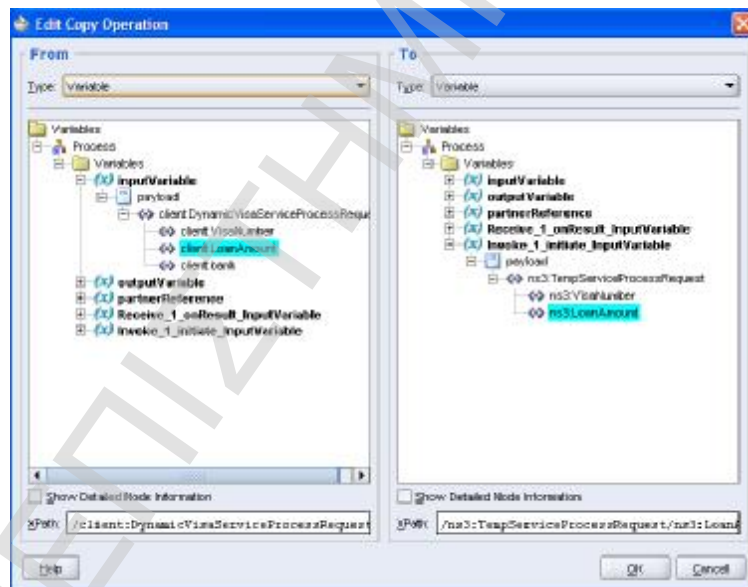 Edit Copy Operation
From
Type: Variable
Variables
Process
Variables
inputVariable
payload
client:DynamicVisaServiceProcessReque
client:VisaNumber
client:LoanAmount
client:bank
outputVariable
partnerReference
Receive_1_onResult_InputVariable
Invoke_1_initiate_InputVariable
Show Detailed Node Information
XPath: /client:DynamicVisaServiceProcessRequest
To
Type: Variable
Variables
Process
Variables
inputVariable
outputVariable
partnerReference
Receive_1_onResult_InputVariable
Invoke_1_initiate_InputVariable
payload
ns3:TempServiceProcessRequest
ns3:VisaNumber
ns3:LoanAmount
Show Detailed Node Information
XPath: /ns3:TempServiceProcessRequest/ns3:LoanA
Help
OK
Cancel